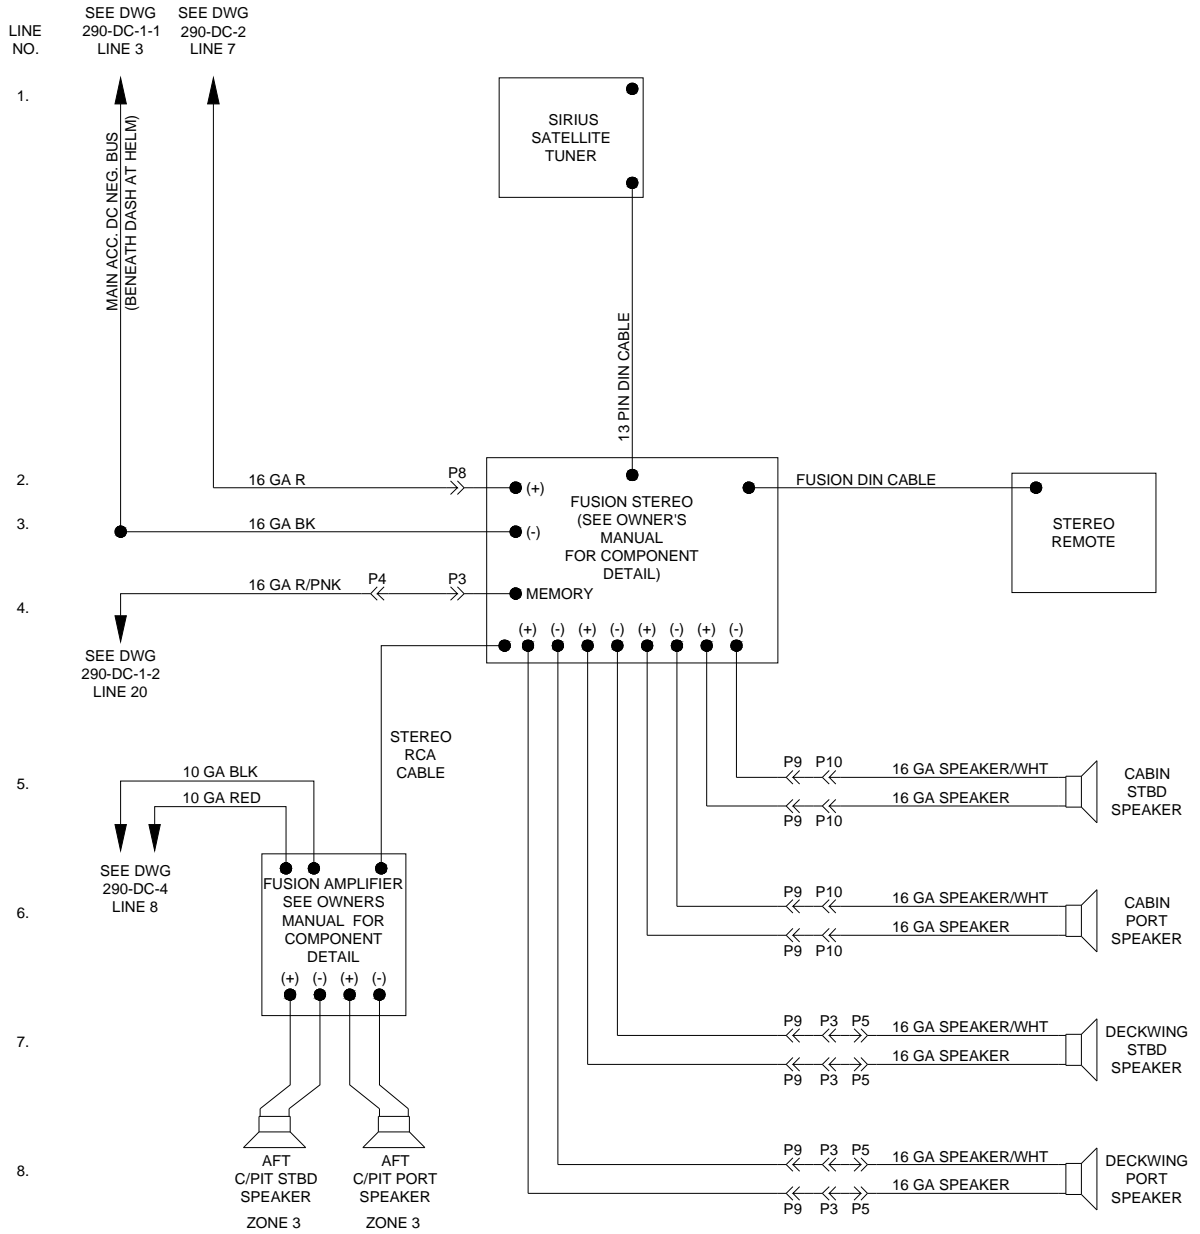 LINE
NO.
SEE DWG
290-DC-1-1
LINE 3
SEE DWG
290-DC-2
LINE 7
1.
MAIN ACC. DC NEG. BUS
(BENEATH DASH AT HELM)
SIRIUS
SATELLITE
TUNER
13 PIN DIN CABLE
2.
16 GA R
P8
(+)
FUSION DIN CABLE
3.
16 GA BK
(-)
FUSION STEREO
(SEE OWNER'S
MANUAL
FOR COMPONENT
DETAIL)
STEREO
REMOTE
4.
16 GA R/PNK
P4
P3
MEMORY
(+) (-) (+) (-) (+) (-) (+) (-)
SEE DWG
290-DC-1-2
LINE 20
STEREO
RCA
CABLE
5.
10 GA BLK
10 GA RED
P9 P10 16 GA SPEAKER/WHT
16 GA SPEAKER
P9 P10
CABIN
STBD
SPEAKER
SEE DWG
290-DC-4
LINE 8
6.
FUSION AMPLIFIER
SEE OWNERS
MANUAL FOR
COMPONENT
DETAIL
(+) (-) (+) (-)
P9 P10 16 GA SPEAKER/WHT
16 GA SPEAKER
P9 P10
CABIN
PORT
SPEAKER
7.
P9 P3 P5 16 GA SPEAKER/WHT
16 GA SPEAKER
P9 P3 P5
DECKWING
STBD
SPEAKER
8.
AFT
C/PIT STBD
SPEAKER
ZONE 3
AFT
C/PIT PORT
SPEAKER
ZONE 3
P9 P3 P5 16 GA SPEAKER/WHT
16 GA SPEAKER
P9 P3 P5
DECKWING
PORT
SPEAKER